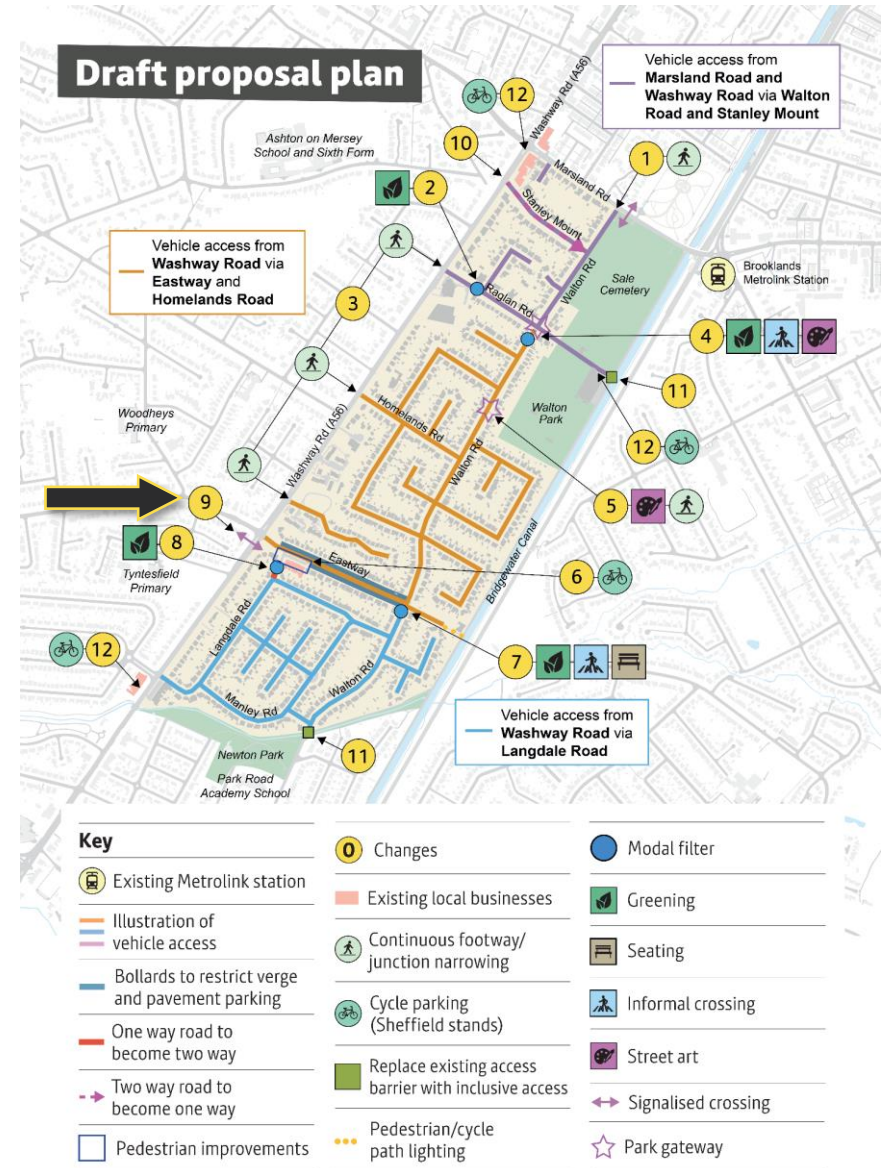 Draft proposal plan
Vehicle access from
Marsland Road and
Washway Road via Walton
Road and Stanley Mount
12
Washway Rd (A56)
Ashton on Mersey
School and Sixth Form
10
1
Marsland Rd
2
Stanley Mount
Vehicle access from
Washway Road via
Eastway and
Homelands Road
3
Walton Rd
Sale
Cemetery
Brooklands
Metrolink Station
Raglan Rd
4
11
Woodheys
Primary
Homelands Rd
Walton
Park
Washway Rd (A56)
Walton Rd
12
5
9
8
Bridgewater Canal
Eastway
Tyntesfield
Primary
6
Langdale Rd
12
7
Walton Rd
Manley Rd
Vehicle access from
Washway Road via
Langdale Road
11
Newton Park
Park Road
Academy School
Key
Existing Metrolink station
Illustration of
vehicle access
Bollards to restrict verge
and pavement parking
One way road to
become two way
Two way road to
become one way
Pedestrian improvements
0 Changes
Existing local businesses
Continuous footway/
junction narrowing
Cycle parking
(Sheffield stands)
Replace existing access
barrier with inclusive access
Pedestrian/cycle
path lighting
Modal filter
Greening
Seating
Informal crossing
Street art
Signalised crossing
Park gateway